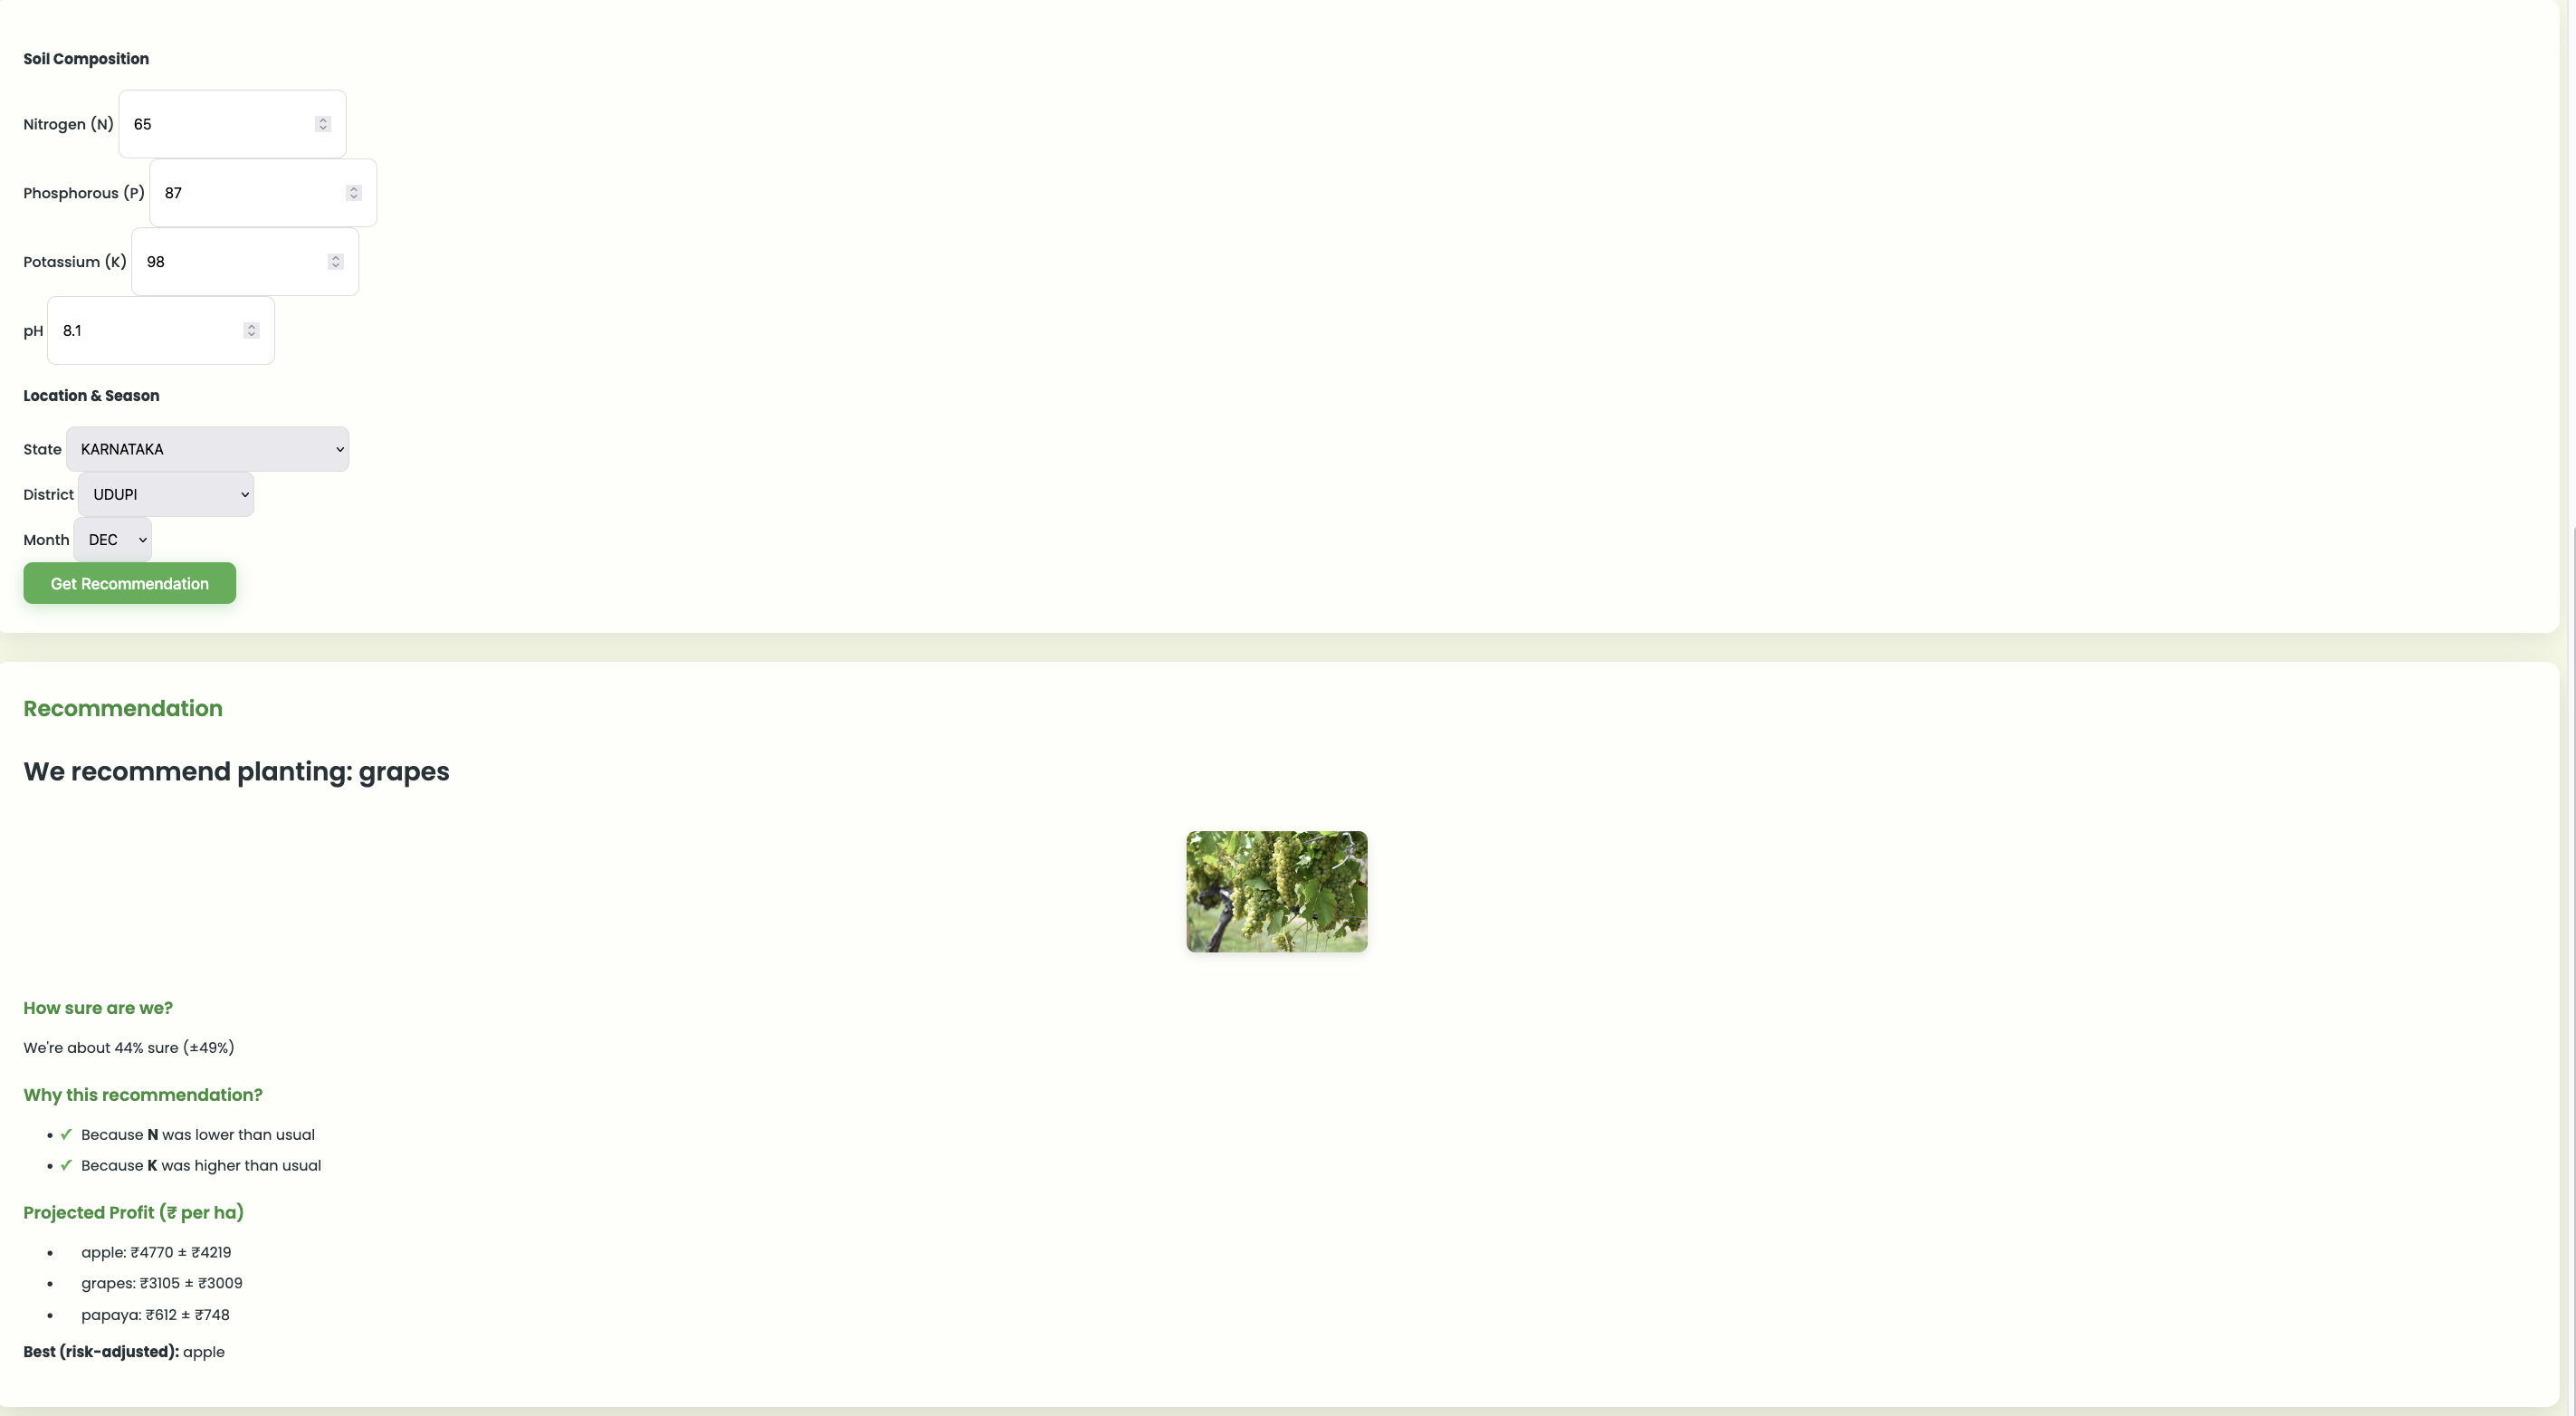 Soil Composition
Nitrogen (N) 65
Phosphorous (P) 87
Potassium (K) 98
pH 8.1
Location & Season
State KARNATAKA
District UDUPI
Month DEC
Get Recommendation
Recommendation
We recommend planting: grapes
How sure are we?
We're about 44% sure (±49%)
Why this recommendation?
• ✓ Because N was lower than usual
• ✓ Because K was higher than usual
Projected Profit (₹ per ha)
• apple: ₹4770 ± ₹4219
• grapes: ₹3105 ± ₹3009
• papaya: ₹612 ± ₹748
Best (risk-adjusted): apple